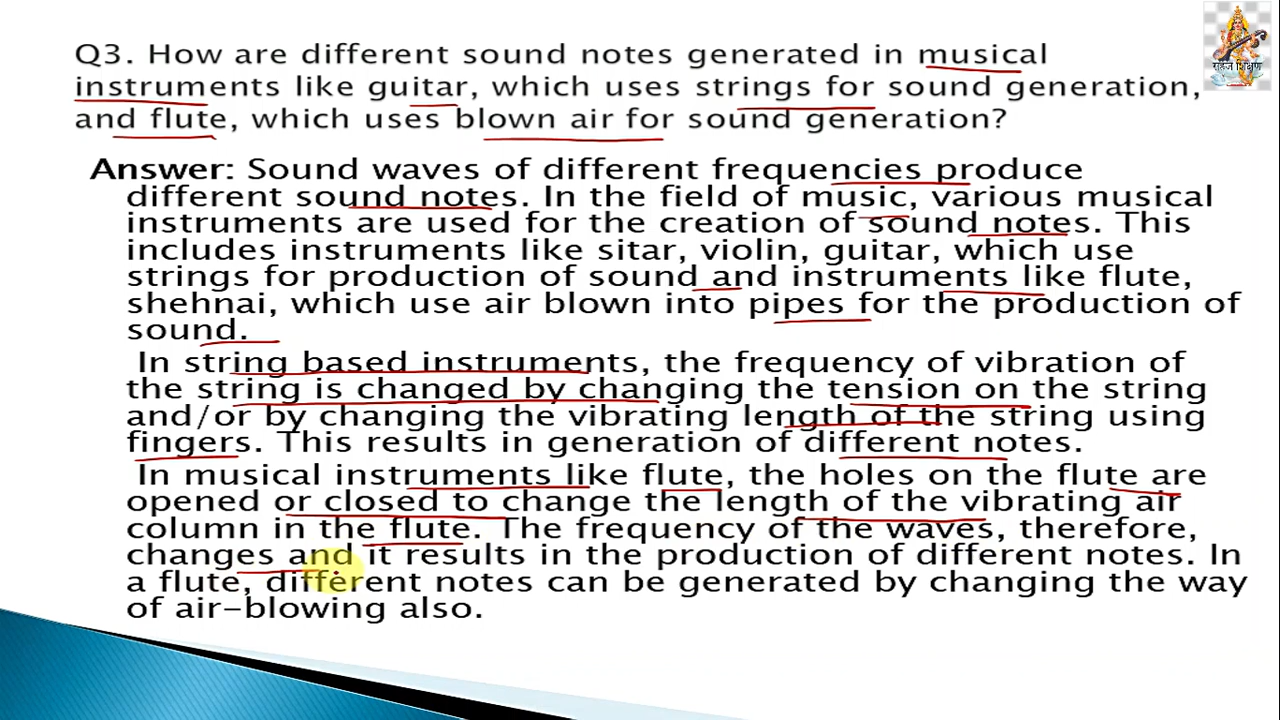 Q3. How are different sound notes generated in musical
instruments like guitar, which uses strings for sound generation,
and flute, which uses blown air for sound generation?
Answer: Sound waves of different frequencies produce
different sound notes. In the field of music, various musical
instruments are used for the creation of sound notes. This
includes instruments like sitar, violin, guitar, which use
strings for production of sound and instruments like flute,
shehnai, which use air blown into pipes for the production of
sound.
In string based instruments, the frequency of vibration of
the string is changed by changing the tension on the string
and/or by changing the vibrating length of the string using
fingers. This results in generation of different notes.
In musical instruments like flute, the holes on the flute are
opened or closed to change the length of the vibrating air
column in the flute. The frequency of the waves, therefore,
changes and it results in the production of different notes. In
a flute, different notes can be generated by changing the way
of air-blowing also.
सहज शिक्षण